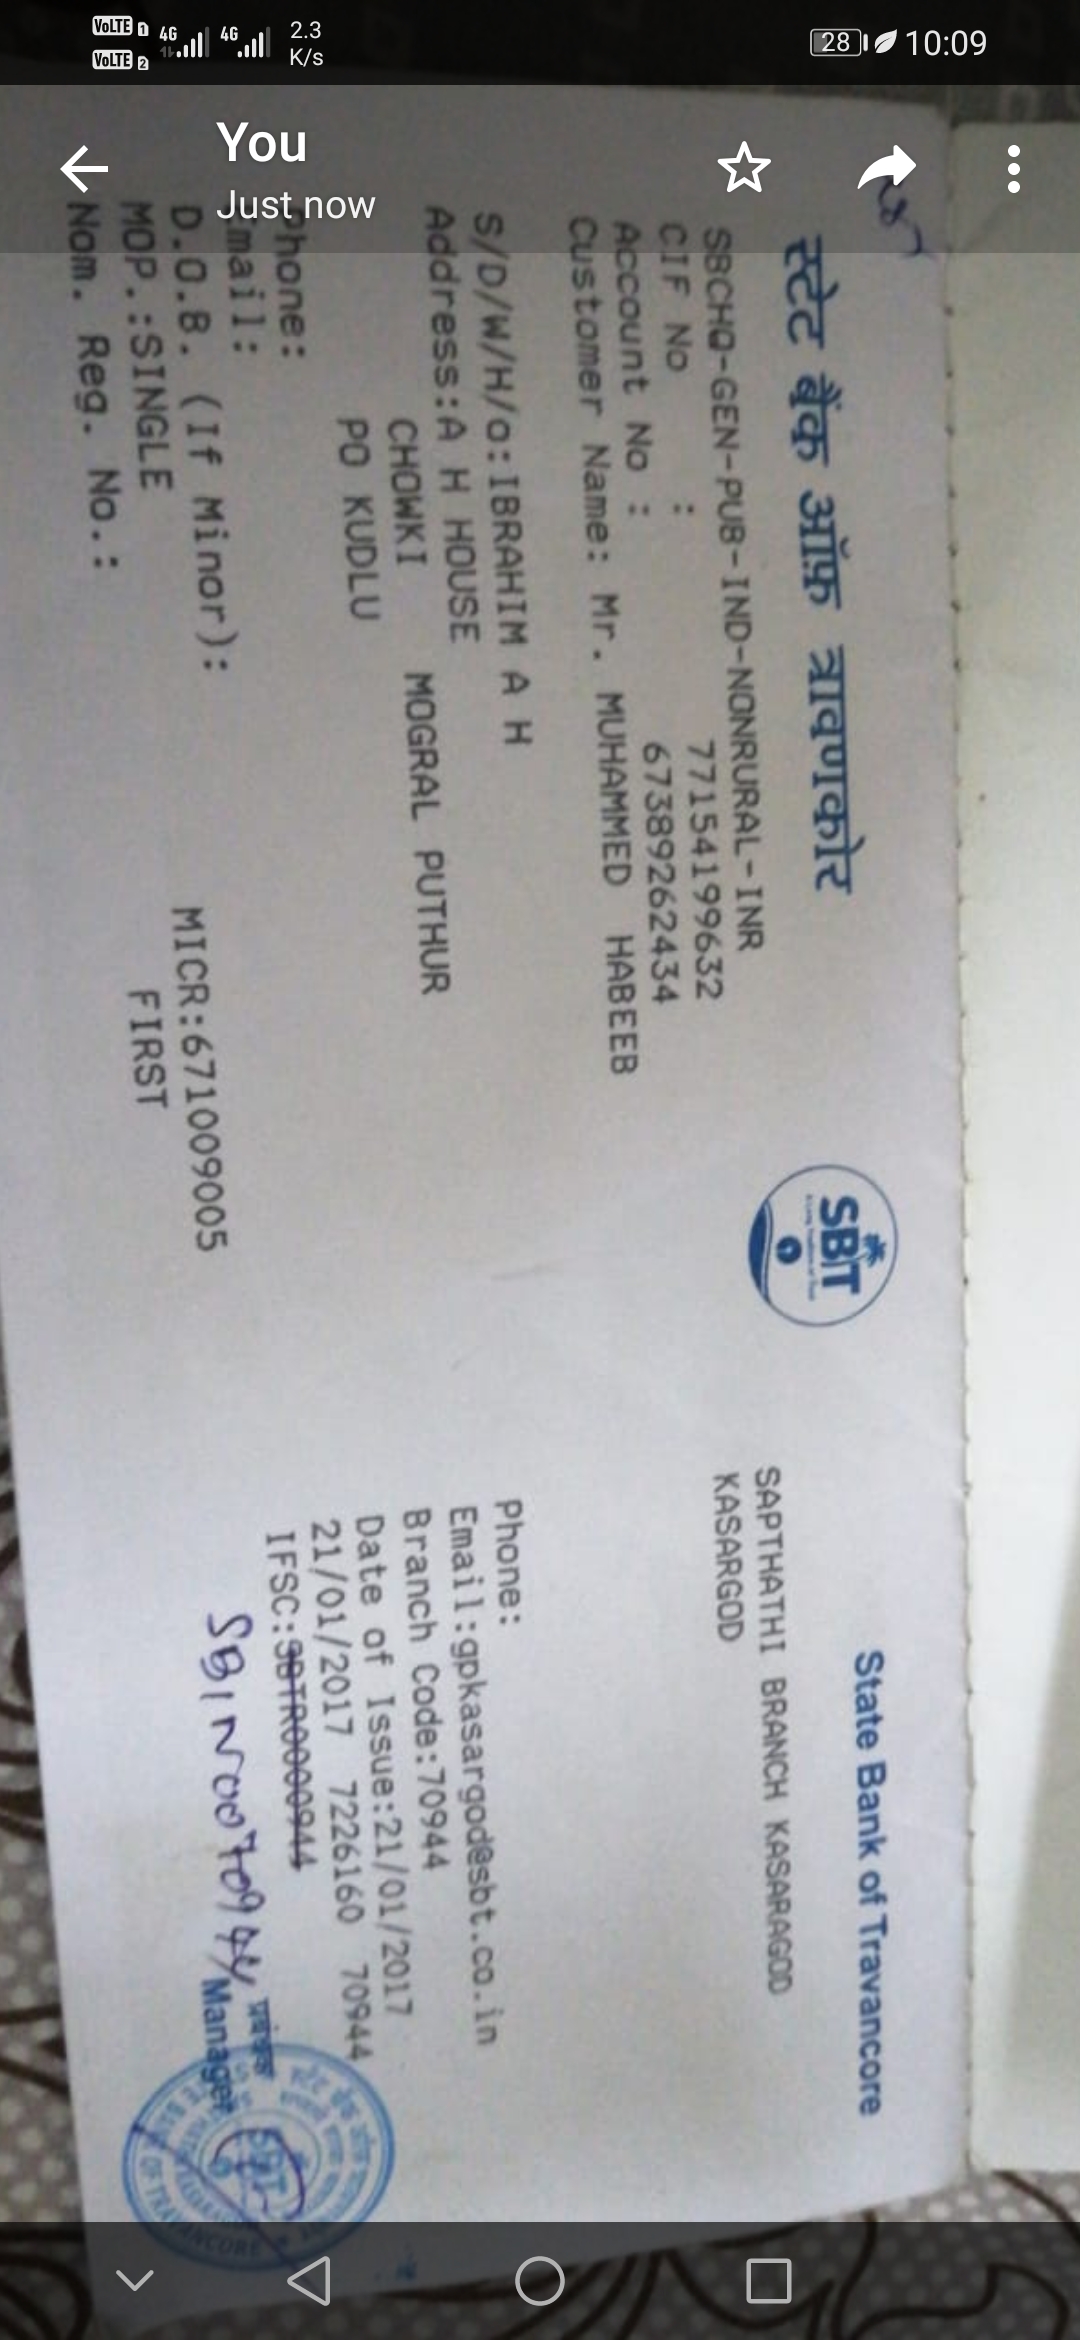 VoLTE 1 4G 4G 2.3 K/s 28 10:09
VoLTE 2
You
Just now
स्टेट बैंक ऑफ़ त्रावणकोर
SBT
State Bank of Travancore
SBCHQ-GEN-PUB-IND-NONRURAL-INR
CIF No : 77154199632
Account No : 67389262434
Customer Name: Mr. MUHAMMED HABEEB
S/D/W/H/o:IBRAHIM A H
Address:A H HOUSE
CHOWKI MOGRAL PUTHUR
PO KUDLU
Phone:
Email:
D.O.B. (If Minor):
MICR:671009005
MOP.:SINGLE FIRST
Nom. Reg. No.:
SAPTHATHI BRANCH KASARAGOD
KASARGOD
Phone:
Email:gpkasargod@sbt.co.in
Branch Code:70944
Date of Issue:21/01/2017
21/01/2017 7226160 70944
IFSC:SBTR0000944
SBIN0070944
प्रबंधक
Manager
SBT
OF TRAVANCORE